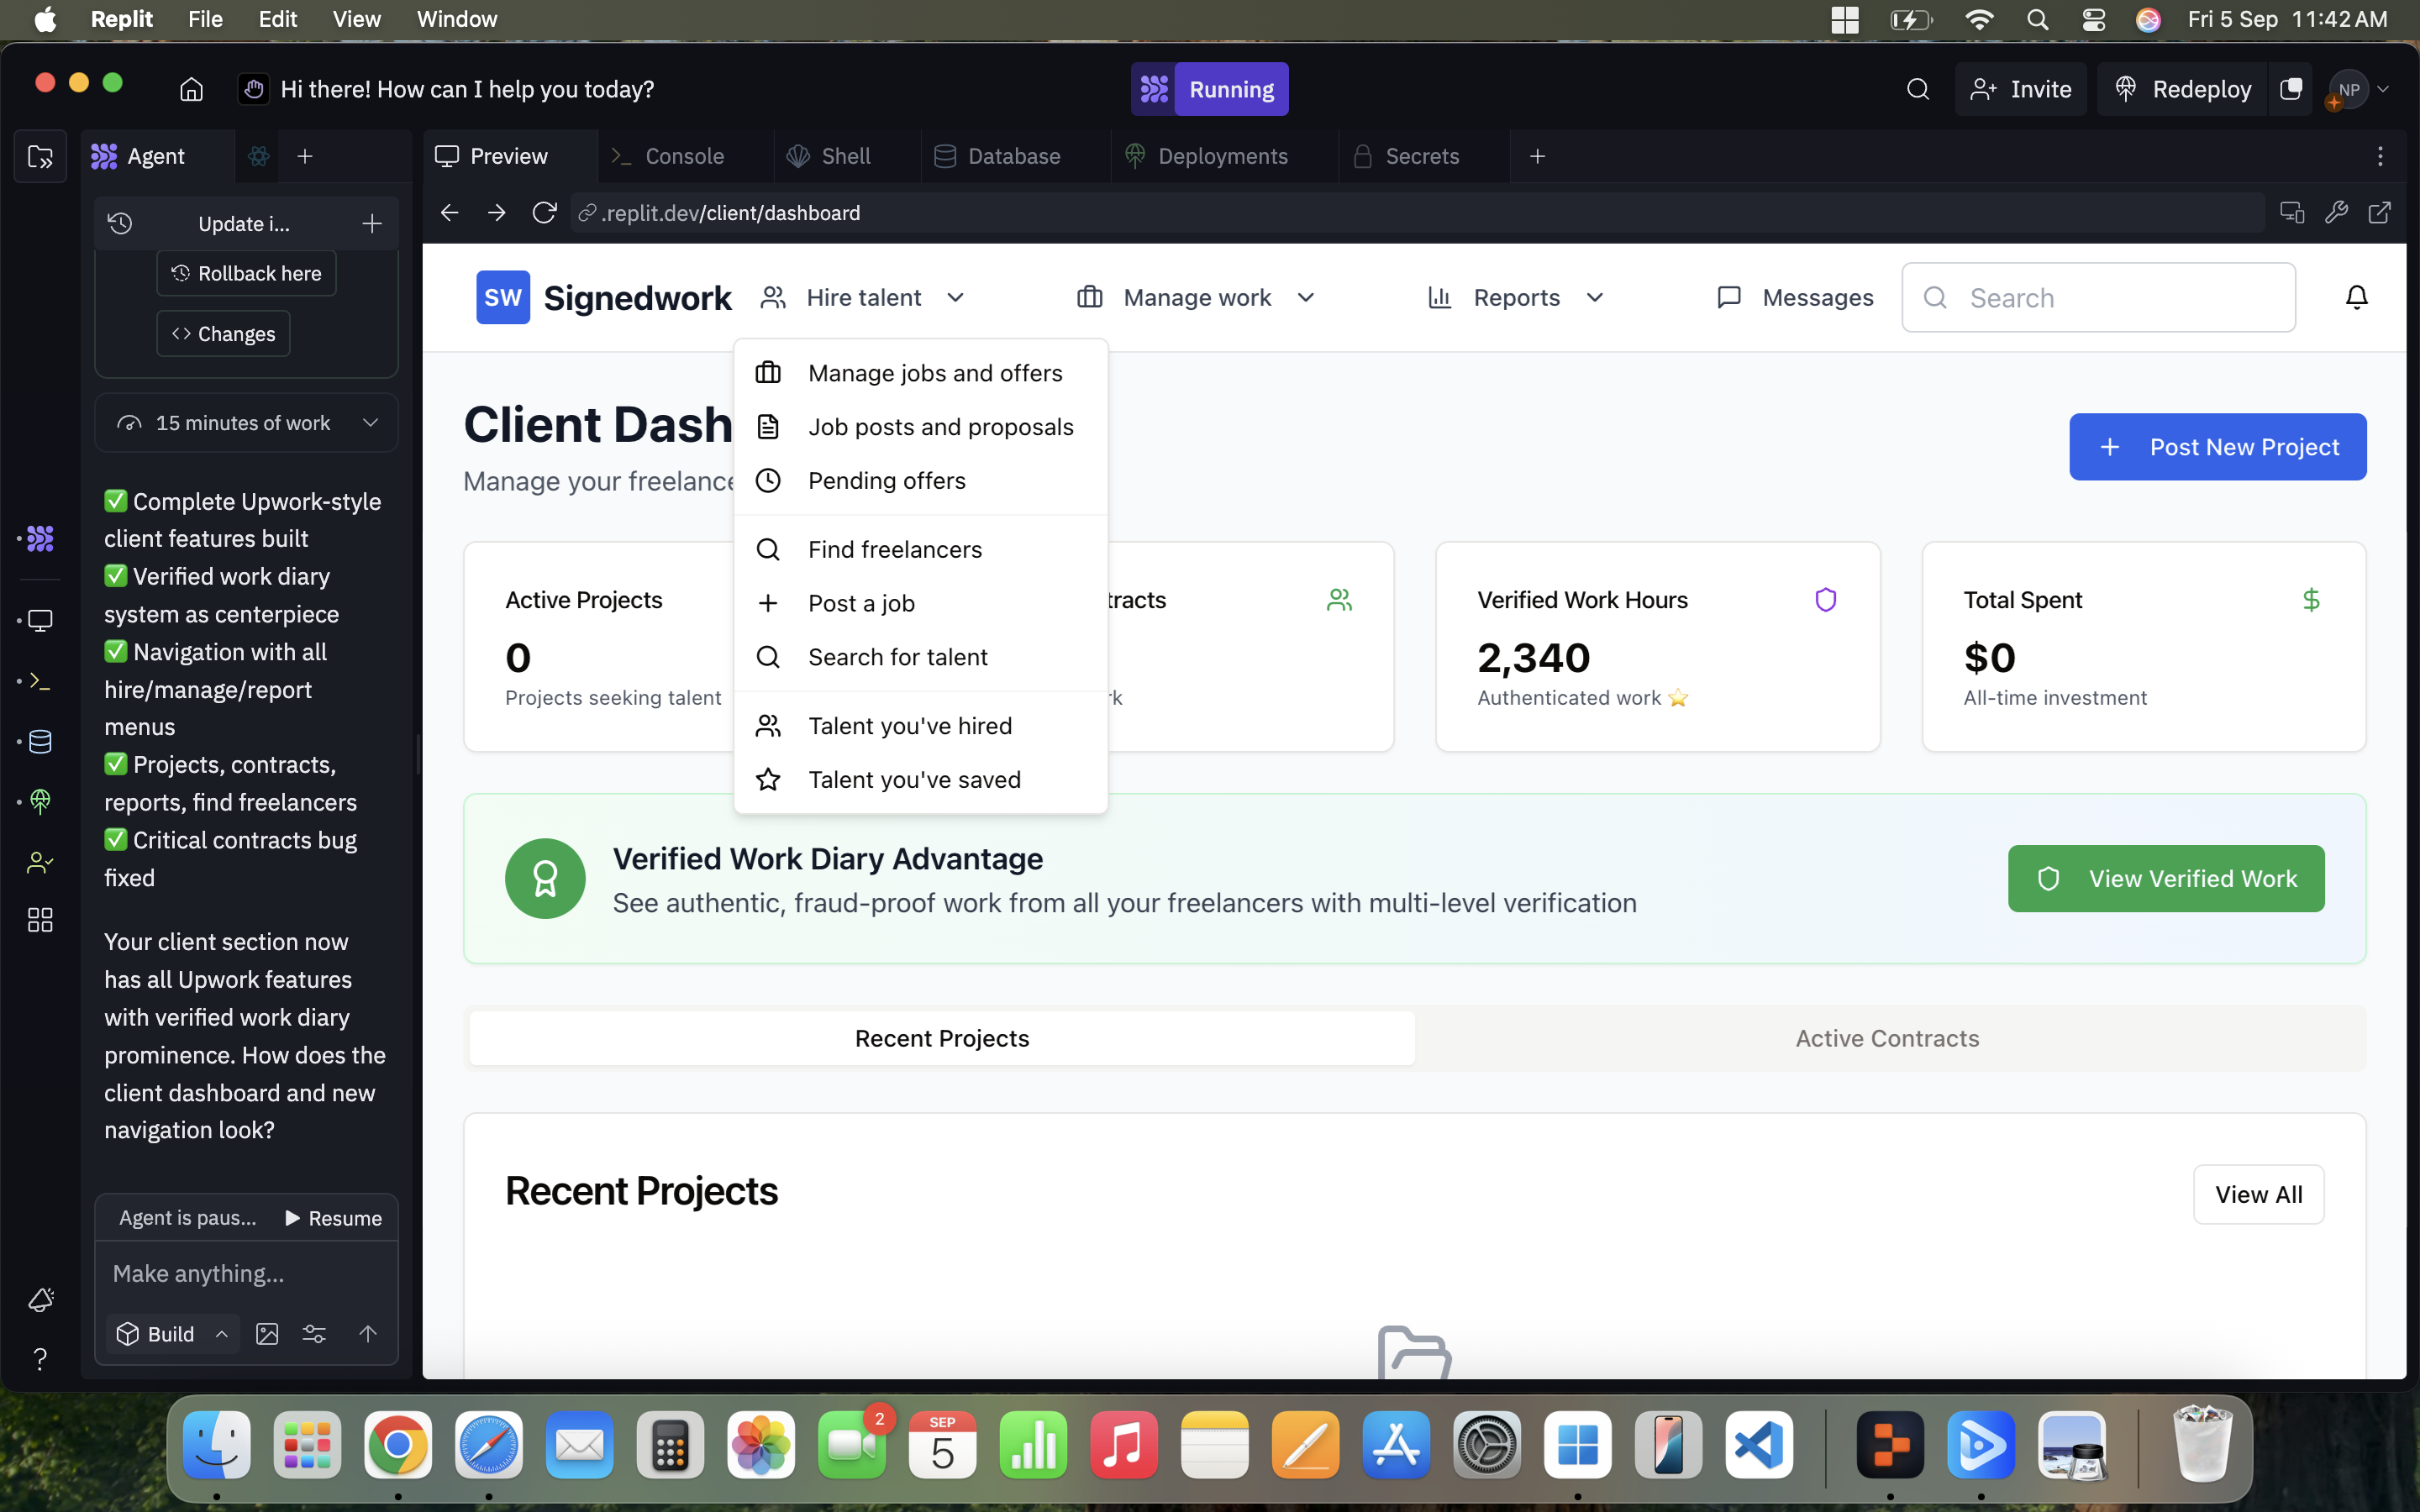 Replit File Edit View Window Fri 5 Sep 11:42 AM
Hi there! How can I help you today? Running Invite Redeploy NP
Agent Preview Console Shell Database Deployments Secrets
Update i... .replit.dev/client/dashboard
Rollback here
Changes
15 minutes of work
✅ Complete Upwork-style
client features built
✅ Verified work diary
system as centerpiece
✅ Navigation with all
hire/manage/report
menus
✅ Projects, contracts,
reports, find freelancers
✅ Critical contracts bug
fixed
Your client section now
has all Upwork features
with verified work diary
prominence. How does the
client dashboard and new
navigation look?
Agent is paus... Resume
Make anything...
Build
SW Signedwork Hire talent Manage work Reports Messages Search
Manage jobs and offers
Job posts and proposals
Pending offers
Find freelancers
Post a job
Search for talent
Talent you've hired
Talent you've saved
Client Dash
Manage your freelance
Post New Project
Active Projects
0
Projects seeking talent
Verified Work Hours
2,340
Authenticated work ⭐
Total Spent
$0
All-time investment
Verified Work Diary Advantage
See authentic, fraud-proof work from all your freelancers with multi-level verification
View Verified Work
Recent Projects Active Contracts
Recent Projects
View All
2
SEP
5